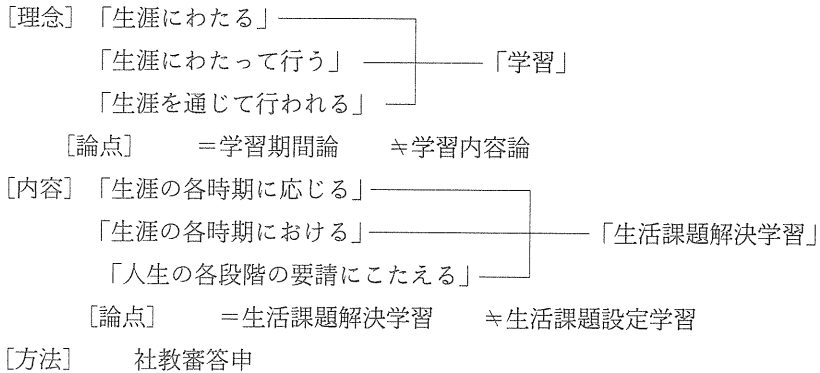 [理念] 「生涯にわたる」
「生涯にわたって行う」 「学習」
「生涯を通じて行われる」
[論点] =学習期間論 ≒学習内容論
[内容] 「生涯の各時期に応じる」
「生涯の各時期における」 「生活課題解決学習」
「人生の各段階の要請にこたえる」
[論点] =生活課題解決学習 ≒生活課題設定学習
[方法] 社教審答申